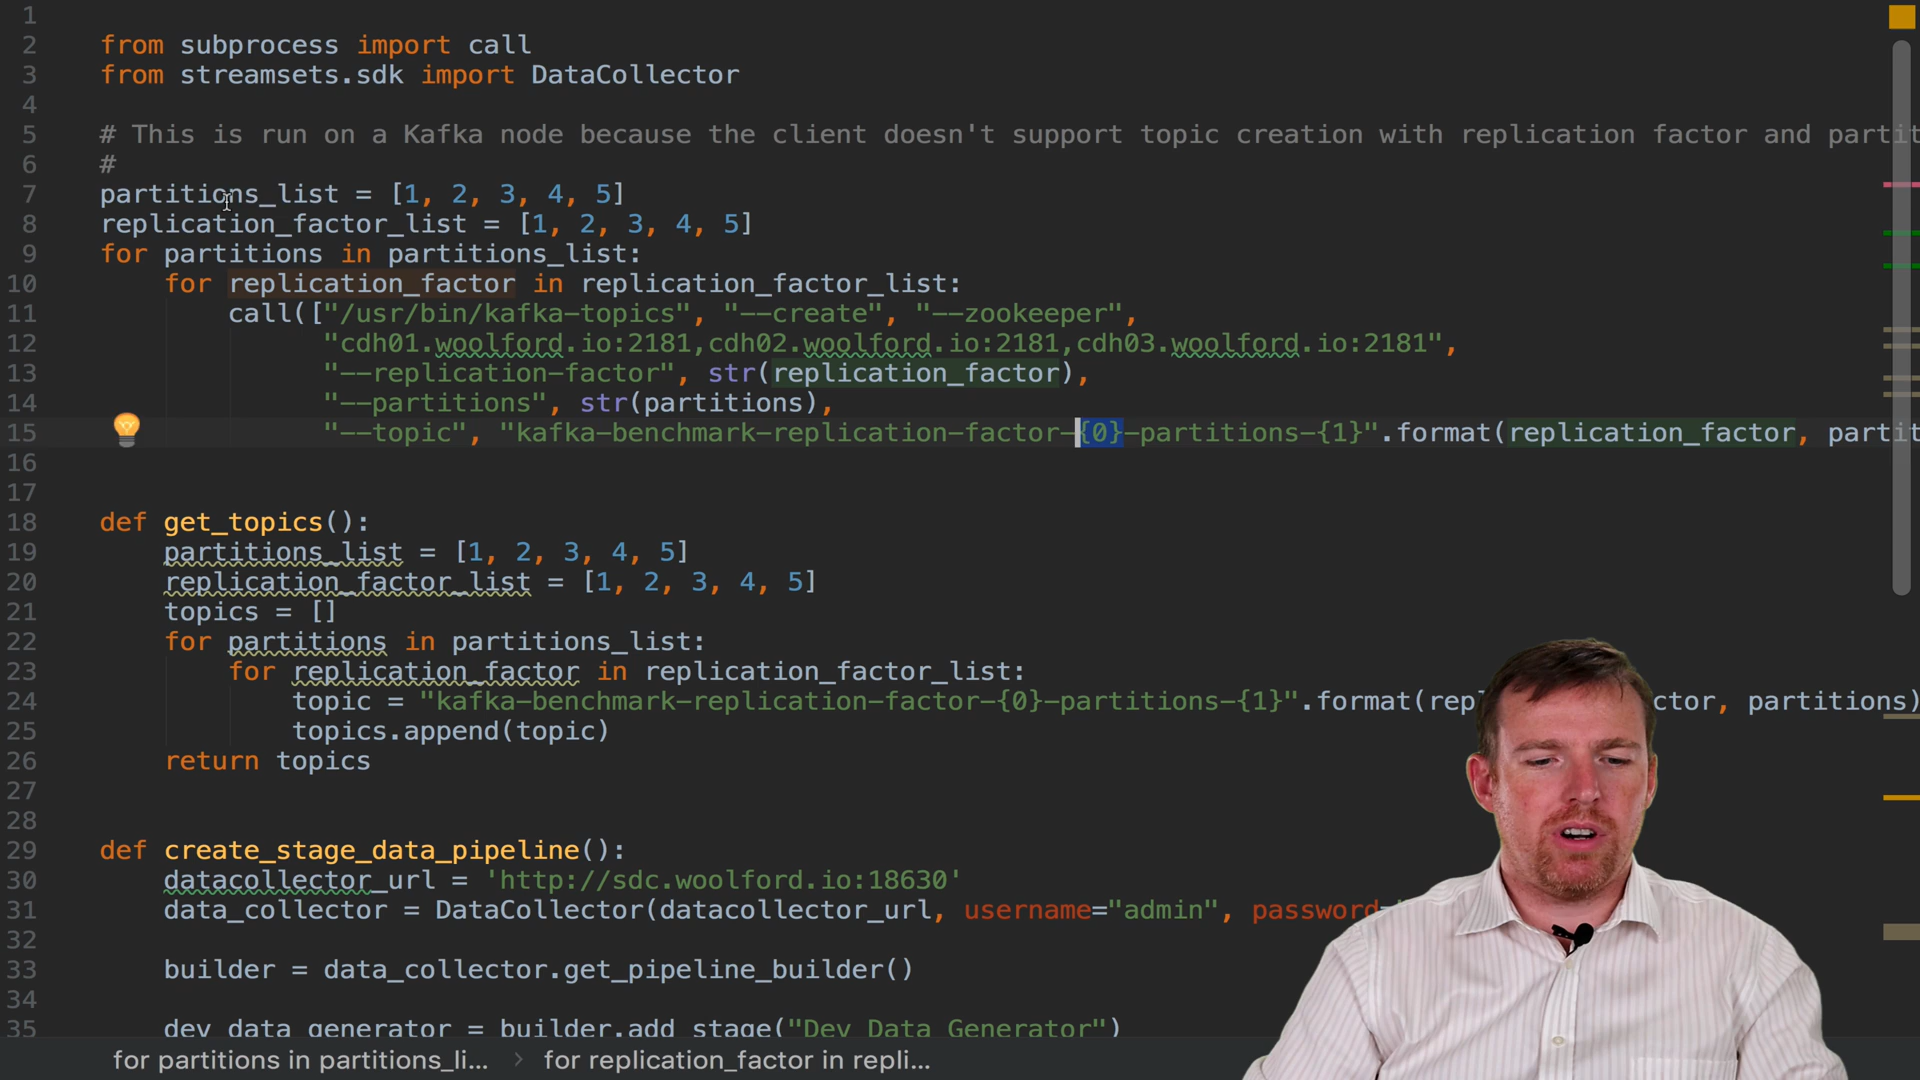 1
2 from subprocess import call
3 from streamsets.sdk import DataCollector
4
5 # This is run on a Kafka node because the client doesn't support topic creation with replication factor and partit
6 #
7 partitions_list = [1, 2, 3, 4, 5]
8 replication_factor_list = [1, 2, 3, 4, 5]
9 for partitions in partitions_list:
10 for replication_factor in replication_factor_list:
11 call(["/usr/bin/kafka-topics", "--create", "--zookeeper",
12 "cdh01.woolford.io:2181,cdh02.woolford.io:2181,cdh03.woolford.io:2181",
13 "--replication-factor", str(replication_factor),
14 "--partitions", str(partitions),
15 "--topic", "kafka-benchmark-replication-factor-{0}-partitions-{1}".format(replication_factor, partit
16
17
18 def get_topics():
19 partitions_list = [1, 2, 3, 4, 5]
20 replication_factor_list = [1, 2, 3, 4, 5]
21 topics = []
22 for partitions in partitions_list:
23 for replication_factor in replication_factor_list:
24 topic = "kafka-benchmark-replication-factor-{0}-partitions-{1}".format(rep ctor, partitions)
25 topics.append(topic)
26 return topics
27
28
29 def create_stage_data_pipeline():
30 datacollector_url = 'http://sdc.woolford.io:18630'
31 data_collector = DataCollector(datacollector_url, username="admin", password=
32
33 builder = data_collector.get_pipeline_builder()
34
35 dev_data_generator = builder.add_stage("Dev Data Generator")
for partitions in partitions_li... > for replication_factor in repli...